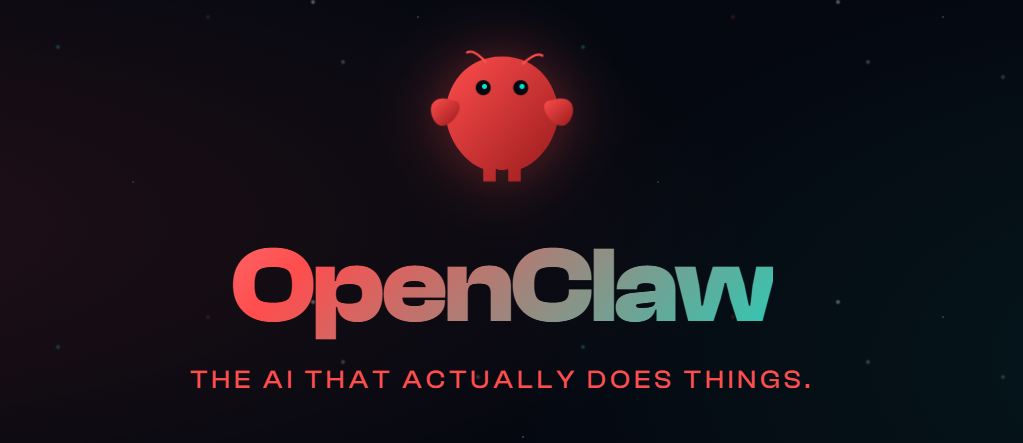 OpenClaw
THE AI THAT ACTUALLY DOES THINGS.